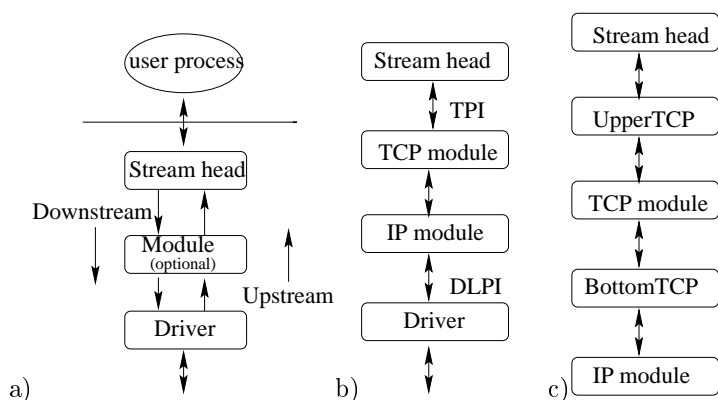 user process
Stream head
Downstream
Module
(optional)
Upstream
Driver
a)
Stream head
TPI
TCP module
IP module
DLPI
Driver
b)
Stream head
UpperTCP
TCP module
BottomTCP
IP module
c)